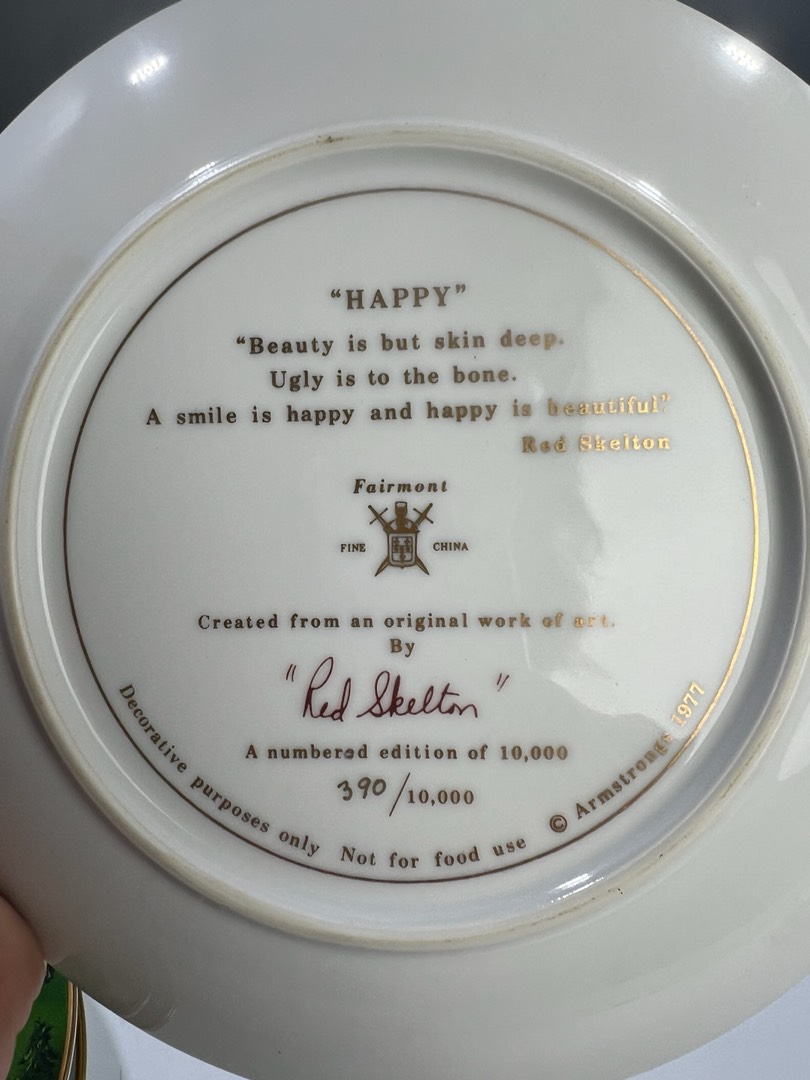 “HAPPY”
“Beauty is but skin deep.
Ugly is to the bone.
A smile is happy and happy is beautiful”
Red Skelton
Fairmont
FINE CHINA
Created from an original work of art.
By
"Red Skelton"
A numbered edition of 10,000
390/10,000
Decorative purposes only Not for food use © Armstrongs 1977